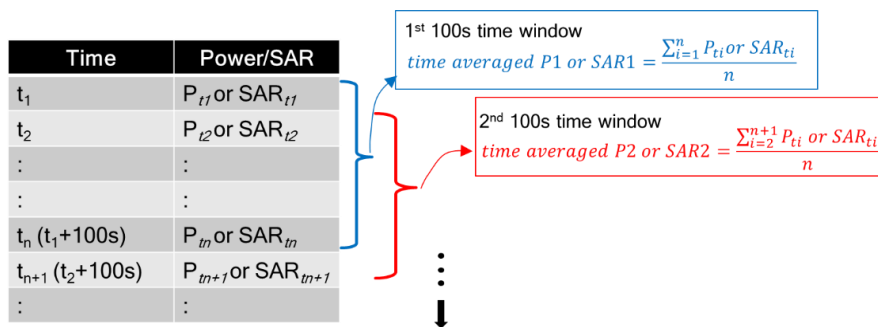 1st 100s time window
time averaged P1 or SAR1 = ∑ⁿᵢ₌₁ Pti or SARti / n
Time Power/SAR
t1 Pt1 or SARt1
t2 Pt2 or SARt2
: :
: :
tn (t1+100s) Ptn or SARtn
tn+1 (t2+100s) Ptn+1 or SARtn+1
: :
2nd 100s time window
time averaged P2 or SAR2 = ∑ⁿ⁺¹ᵢ₌₂ Pti or SARti / n